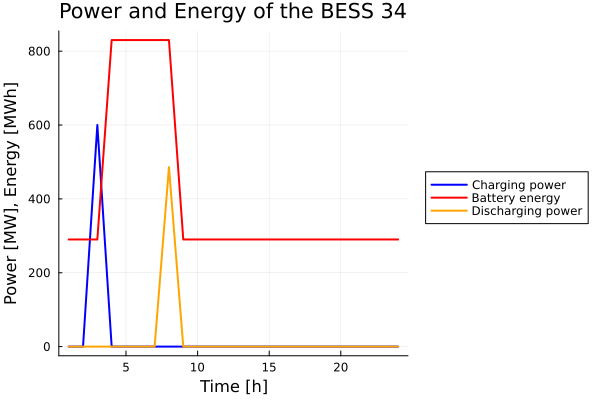 Power and Energy of the BESS 34
Power [MW], Energy [MWh]
800
600
400
200
0
5
10
15
20
Time [h]
Charging power
Battery energy
Discharging power